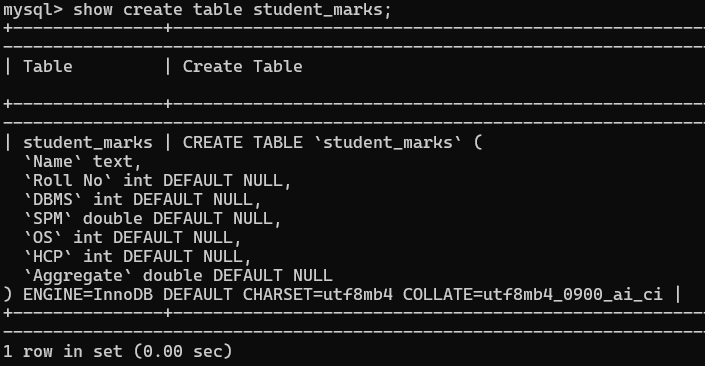 mysql> show create table student_marks;
+---------------+-----------------------------------------------------
----------------------------------------------------------------------
| Table         | Create Table
+---------------+-----------------------------------------------------
----------------------------------------------------------------------
| student_marks | CREATE TABLE `student_marks` (
  `Name` text,
  `Roll No` int DEFAULT NULL,
  `DBMS` int DEFAULT NULL,
  `SPM` double DEFAULT NULL,
  `OS` int DEFAULT NULL,
  `HCP` int DEFAULT NULL,
  `Aggregate` double DEFAULT NULL
) ENGINE=InnoDB DEFAULT CHARSET=utf8mb4 COLLATE=utf8mb4_0900_ai_ci |
+---------------+-----------------------------------------------------
----------------------------------------------------------------------
1 row in set (0.00 sec)